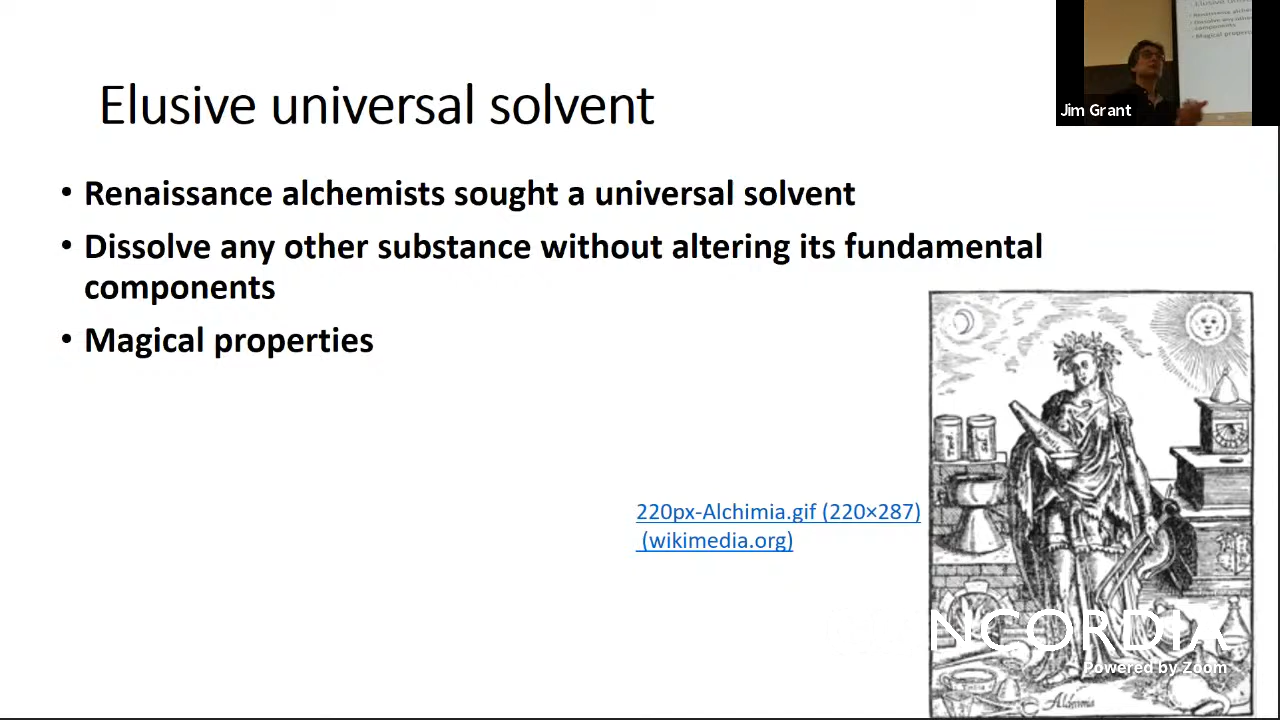 Elusive universal solvent
Jim Grant
• Renaissance alchemists sought a universal solvent
• Dissolve any other substance without altering its fundamental
components
• Magical properties
220px-Alchimia.gif (220×287)
(wikimedia.org)
NCORDIA
Powered by Zoom